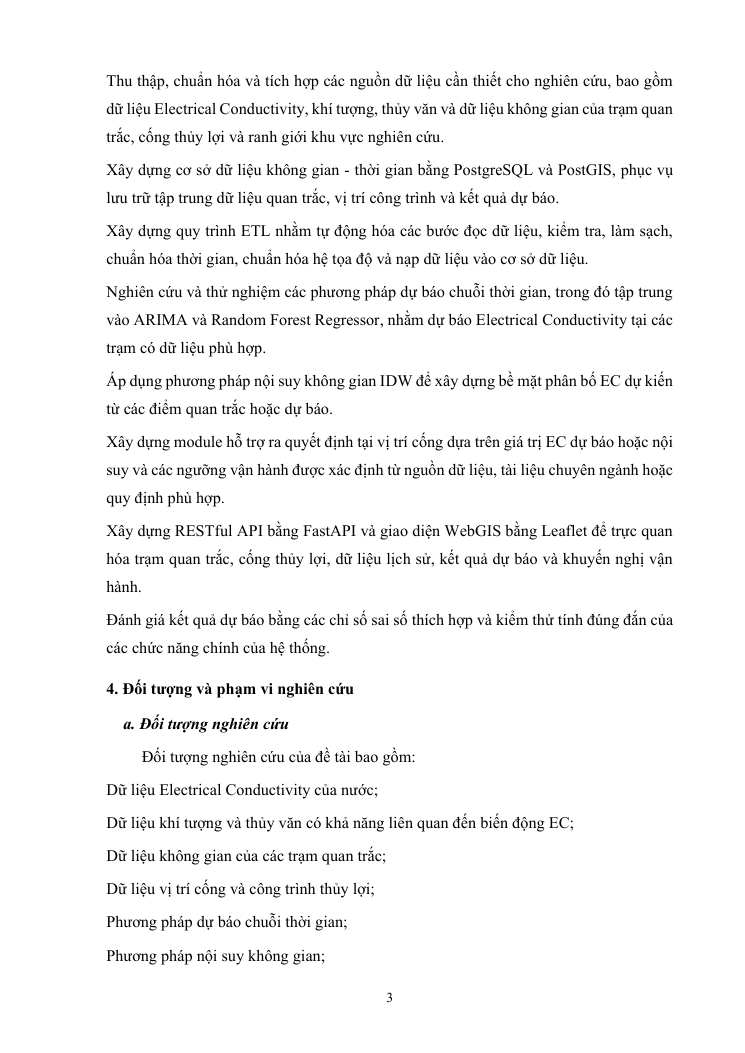 Thu thập, chuẩn hóa và tích hợp các nguồn dữ liệu cần thiết cho nghiên cứu, bao gồm
dữ liệu Electrical Conductivity, khí tượng, thủy văn và dữ liệu không gian của trạm quan
trắc, cống thủy lợi và ranh giới khu vực nghiên cứu.
Xây dựng cơ sở dữ liệu không gian - thời gian bằng PostgreSQL và PostGIS, phục vụ
lưu trữ tập trung dữ liệu quan trắc, vị trí công trình và kết quả dự báo.
Xây dựng quy trình ETL nhằm tự động hóa các bước đọc dữ liệu, kiểm tra, làm sạch,
chuẩn hóa thời gian, chuẩn hóa hệ tọa độ và nạp dữ liệu vào cơ sở dữ liệu.
Nghiên cứu và thử nghiệm các phương pháp dự báo chuỗi thời gian, trong đó tập trung
vào ARIMA và Random Forest Regressor, nhằm dự báo Electrical Conductivity tại các
trạm có dữ liệu phù hợp.
Áp dụng phương pháp nội suy không gian IDW để xây dựng bề mặt phân bố EC dự kiến
từ các điểm quan trắc hoặc dự báo.
Xây dựng module hỗ trợ ra quyết định tại vị trí cống dựa trên giá trị EC dự báo hoặc nội
suy và các ngưỡng vận hành được xác định từ nguồn dữ liệu, tài liệu chuyên ngành hoặc
quy định phù hợp.
Xây dựng RESTful API bằng FastAPI và giao diện WebGIS bằng Leaflet để trực quan
hóa trạm quan trắc, cống thủy lợi, dữ liệu lịch sử, kết quả dự báo và khuyến nghị vận
hành.
Đánh giá kết quả dự báo bằng các chỉ số sai số thích hợp và kiểm thử tính đúng đắn của
các chức năng chính của hệ thống.
4. Đối tượng và phạm vi nghiên cứu
a. Đối tượng nghiên cứu
Đối tượng nghiên cứu của đề tài bao gồm:
Dữ liệu Electrical Conductivity của nước;
Dữ liệu khí tượng và thủy văn có khả năng liên quan đến biến động EC;
Dữ liệu không gian của các trạm quan trắc;
Dữ liệu vị trí cống và công trình thủy lợi;
Phương pháp dự báo chuỗi thời gian;
Phương pháp nội suy không gian;
3